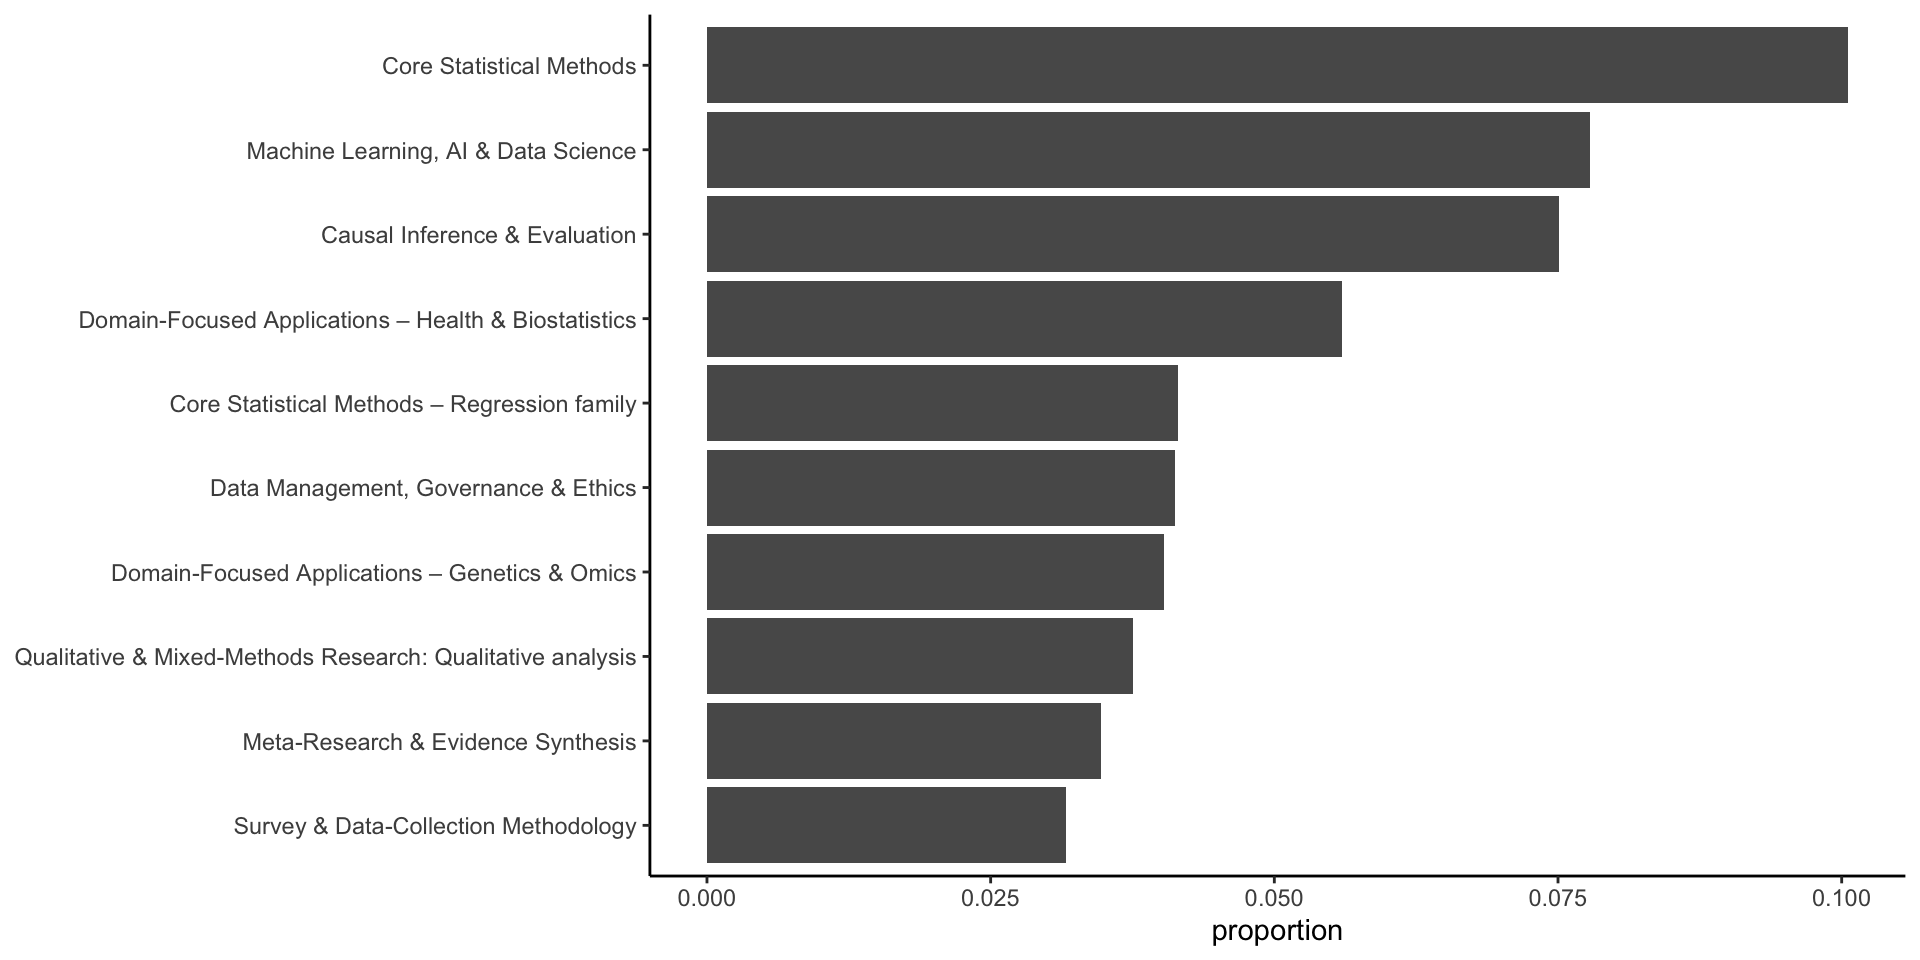 Core Statistical Methods
Machine Learning, AI & Data Science
Causal Inference & Evaluation
Domain-Focused Applications – Health & Biostatistics
Core Statistical Methods – Regression family
Data Management, Governance & Ethics
Domain-Focused Applications – Genetics & Omics
Qualitative & Mixed-Methods Research: Qualitative analysis
Meta-Research & Evidence Synthesis
Survey & Data-Collection Methodology
0.000 0.025 0.050 0.075 0.100
proportion